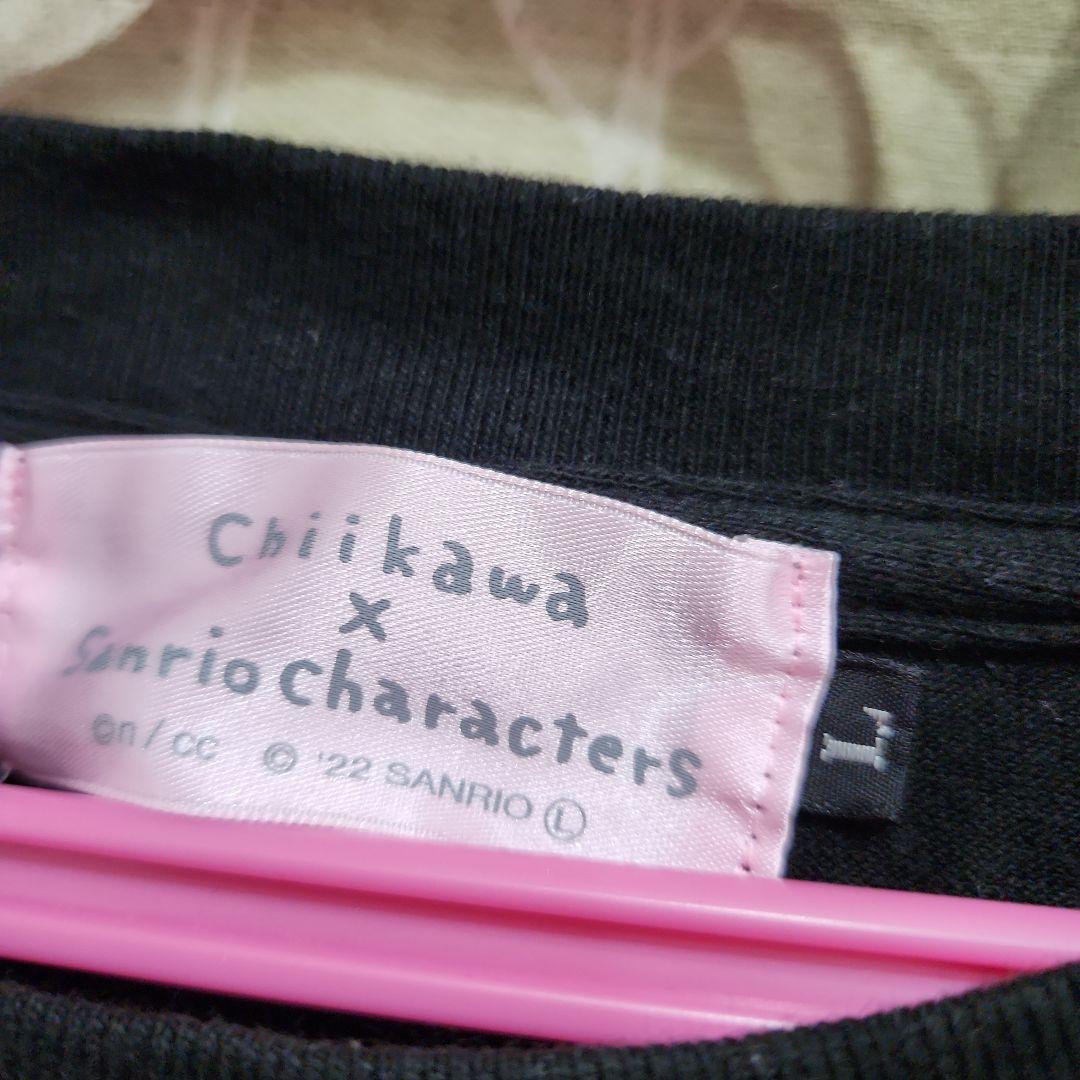 Chiikawa
x
Sanrio characters
©n / cc © '22 SANRIO Ⓛ
L